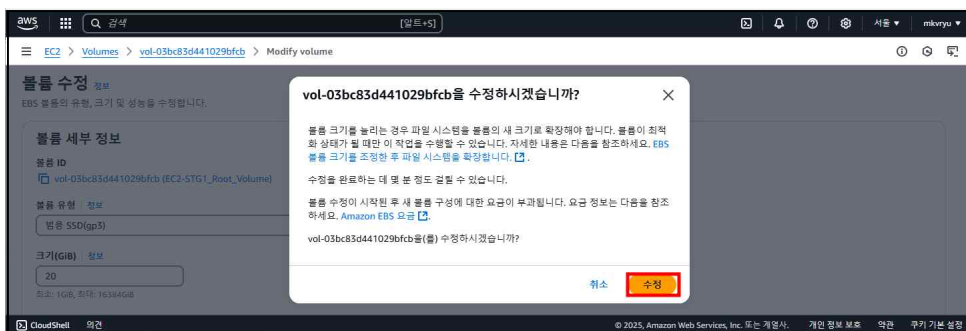 aws
검색
[알트+S]
서울 ▼
mkvryu ▼
EC2 > Volumes > vol-03bc83d441029bfcb > Modify volume
볼륨 수정 정보
EBS 볼륨의 유형, 크기 및 성능을 수정합니다.
볼륨 세부 정보
볼륨 ID
vol-03bc83d441029bfcb (EC2-STG1_Root_Volume)
볼륨 유형 정보
범용 SSD(gp3)
크기(GiB) 정보
20
최소: 1GiB, 최대: 16384GiB
vol-03bc83d441029bfcb을 수정하시겠습니까?
볼륨 크기를 늘리는 경우 파일 시스템을 볼륨의 새 크기로 확장해야 합니다. 볼륨이 최적
화 상태가 될 때만 이 작업을 수행할 수 있습니다. 자세한 내용은 다음을 참조하세요. EBS
볼륨 크기를 조정한 후 파일 시스템을 확장합니다.
수정을 완료하는 데 몇 분 정도 걸릴 수 있습니다.
볼륨 수정이 시작된 후 새 볼륨 구성에 대한 요금이 부과됩니다. 요금 정보는 다음을 참조
하세요. Amazon EBS 요금
vol-03bc83d441029bfcb을(를) 수정하시겠습니까?
취소
수정
CloudShell
의견
© 2025, Amazon Web Services, Inc. 또는 계열사.
개인 정보 보호
약관
쿠키 기본 설정